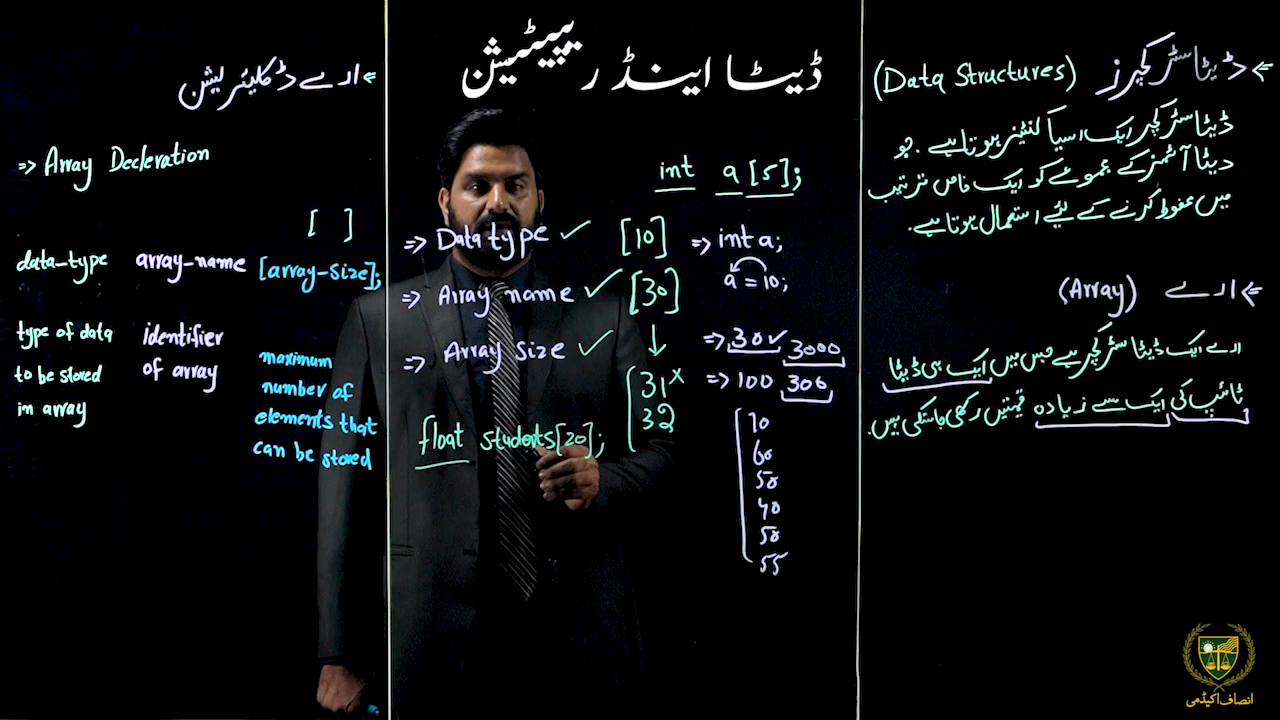 ڈیٹا اینڈ ریپیٹیشن
ڈیٹا سٹرکچرز (Data Structures)
ڈیٹا سٹرکچر ایک ایسا کنٹینر ہوتا ہے۔ جو
ڈیٹا آئٹمز کے مجموعے کو ایک خاص ترتیب
میں محفوظ کرنے کے لیئے استعمال ہوتا ہے۔
ارے (Array)
ارے ایک ڈیٹا سٹرکچر ہے جس میں ایک ہی ڈیٹا
ٹائپ کی ایک سے زیادہ قیمتیں رکھی جا سکتی ہیں۔
int a[5];
=> Data type ✓
=> Array name ✓
=> Array size ✓
float students[20];
[10]
[30]
↓
31 x
32
=> int a;
a = 10;
=> 30 ✓ 3000
=> 100 300
70
60
50
40
50
55
ارے ڈکلیئریشن
=> Array Decleration
[ ]
data-type array-name [array-size];
type of data
to be stored
in array
identifier
of array
maximum
number of
elements that
can be stored
انصاف اکیڈمی